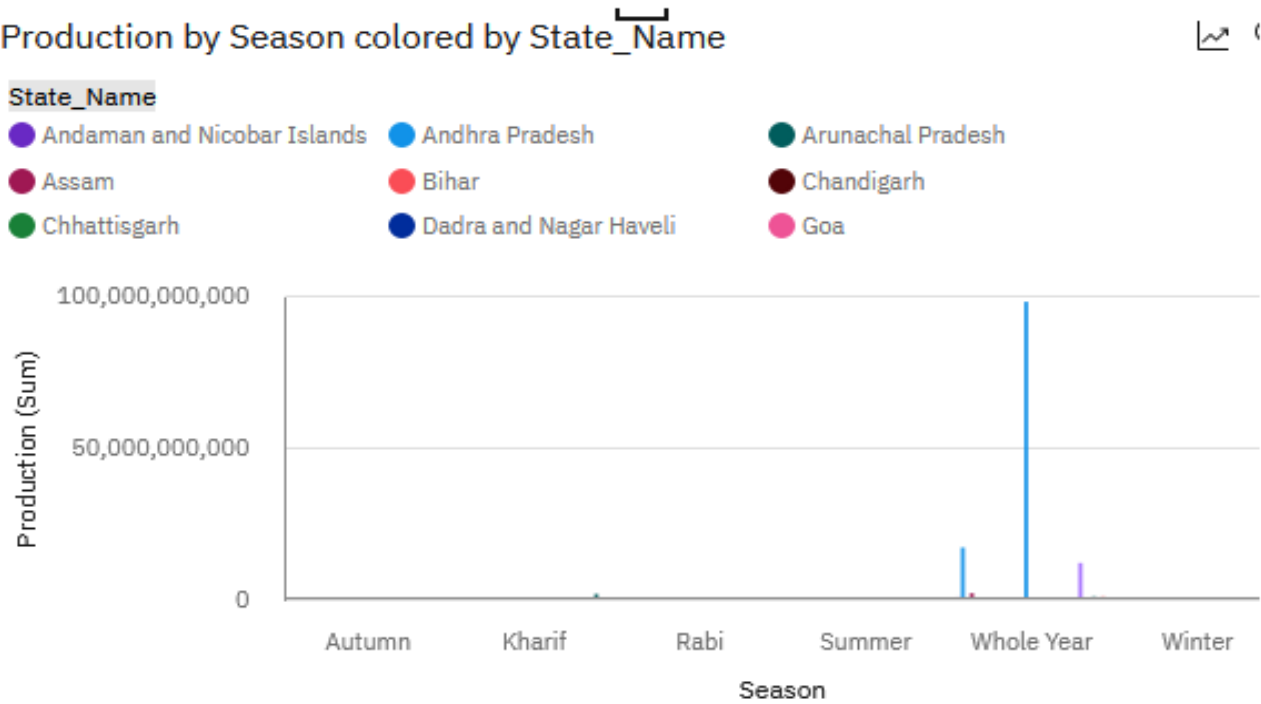 Production by Season colored by State_Name
State_Name
Andaman and Nicobar Islands Andhra Pradesh Arunachal Pradesh
Assam Bihar Chandigarh
Chhattisgarh Dadra and Nagar Haveli Goa
100,000,000,000
50,000,000,000
0
Production (Sum)
Autumn Kharif Rabi Summer Whole Year Winter
Season